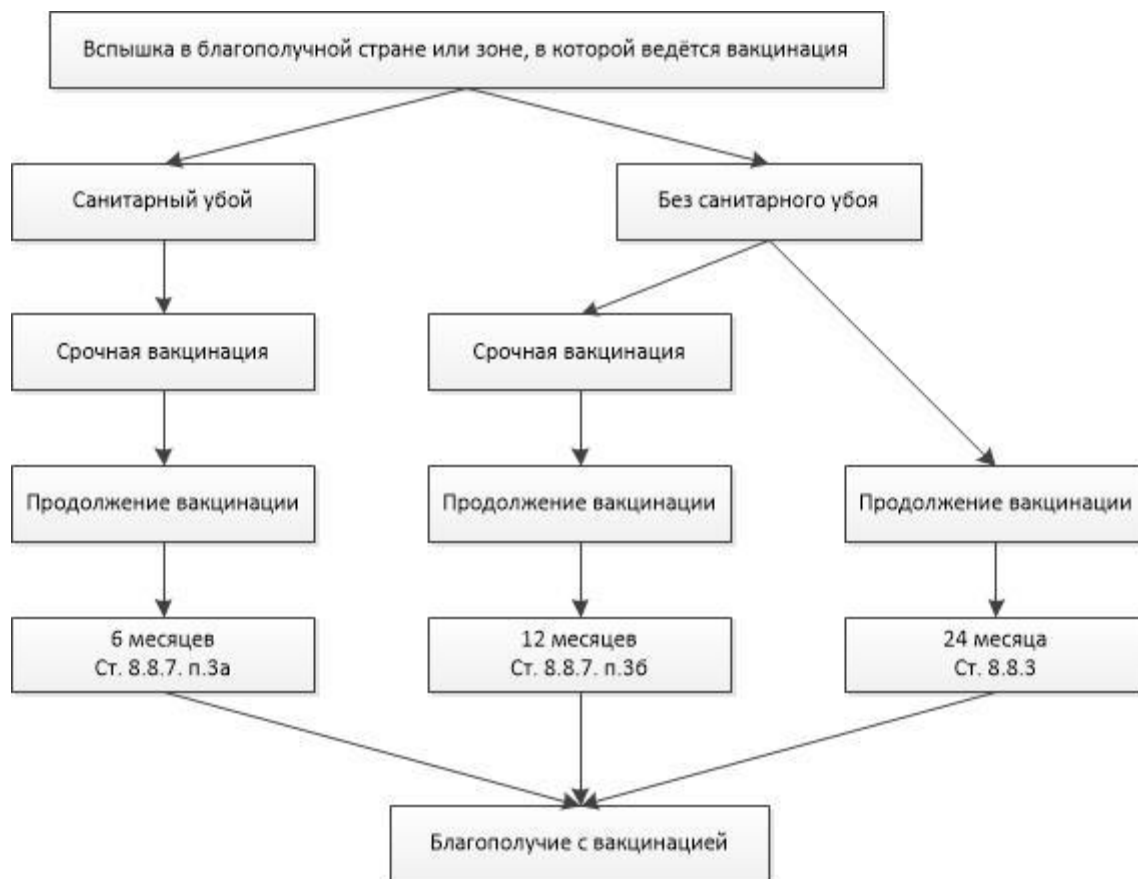 Вспышка в благополучной стране или зоне, в которой ведётся вакцинация
Санитарный убой
Без санитарного убоя
Срочная вакцинация
Срочная вакцинация
Продолжение вакцинации
Продолжение вакцинации
Продолжение вакцинации
6 месяцев
Ст. 8.8.7. п.3а
12 месяцев
Ст. 8.8.7. п.3б
24 месяца
Ст. 8.8.3
Благополучие с вакцинацией